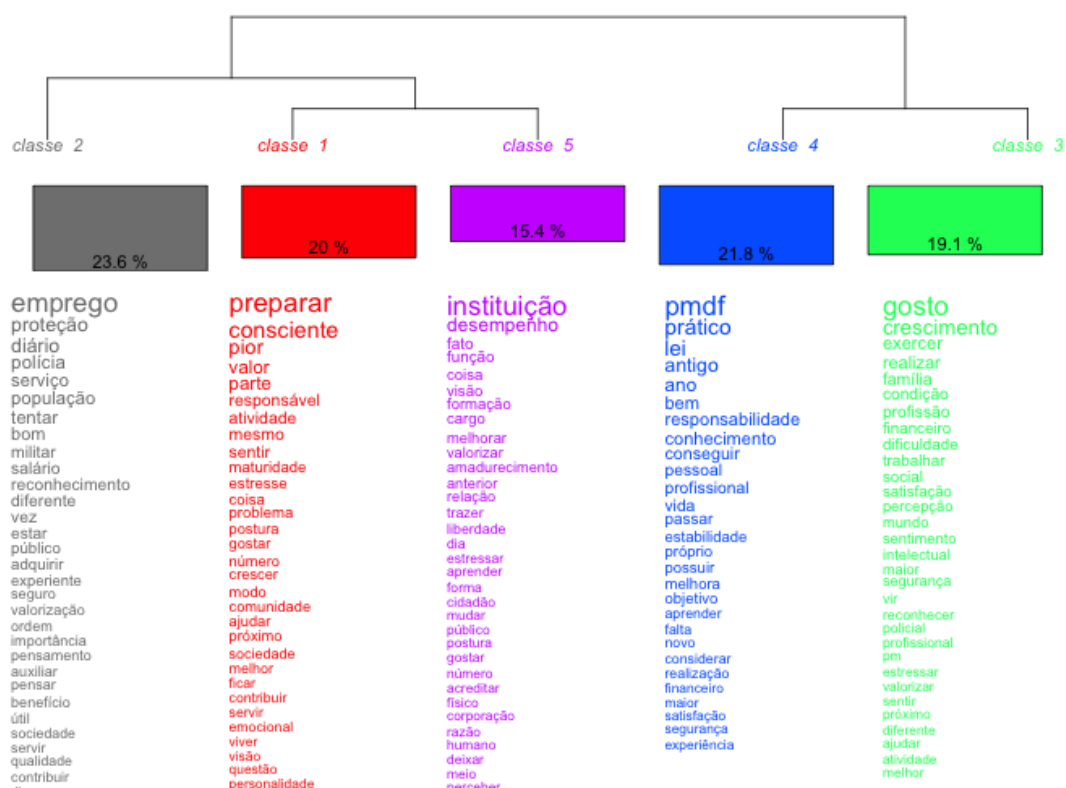 classe 2
classe 1
classe 5
classe 4
classe 3
23.6 %
20 %
15.4 %
21.8 %
19.1 %
emprego
proteção
diário
polícia
serviço
população
tentar
bom
militar
salário
reconhecimento
diferente
vez
estar
público
adquirir
experiente
seguro
valorização
ordem
importância
pensamento
auxiliar
pensar
benefício
útil
sociedade
servir
qualidade
contribuir
preparar
consciente
pior
valor
parte
responsável
atividade
mesmo
sentir
maturidade
estresse
coisa
problema
postura
gostar
número
crescer
modo
comunidade
ajudar
próximo
sociedade
melhor
ficar
contribuir
servir
emocional
viver
visão
questão
personalidade
instituição
desempenho
fato
função
coisa
visão
formação
cargo
melhorar
valorizar
amadurecimento
anterior
relação
trazer
liberdade
dia
estressar
aprender
forma
cidadão
mudar
público
postura
gostar
número
acreditar
físico
corporação
razão
humano
deixar
meio
perceber
pmdf
prático
lei
antigo
ano
bem
responsabilidade
conhecimento
conseguir
pessoal
profissional
vida
passar
estabilidade
próprio
possuir
melhora
objetivo
aprender
falta
novo
considerar
realização
financeiro
maior
satisfação
segurança
experiência
gosto
crescimento
exercer
realizar
família
condição
profissão
financeiro
dificuldade
trabalhar
social
satisfação
percepção
mundo
sentimento
intelectual
maior
segurança
vir
reconhecer
policial
profissional
pm
estressar
valorizar
sentir
próximo
diferente
ajudar
atividade
melhor